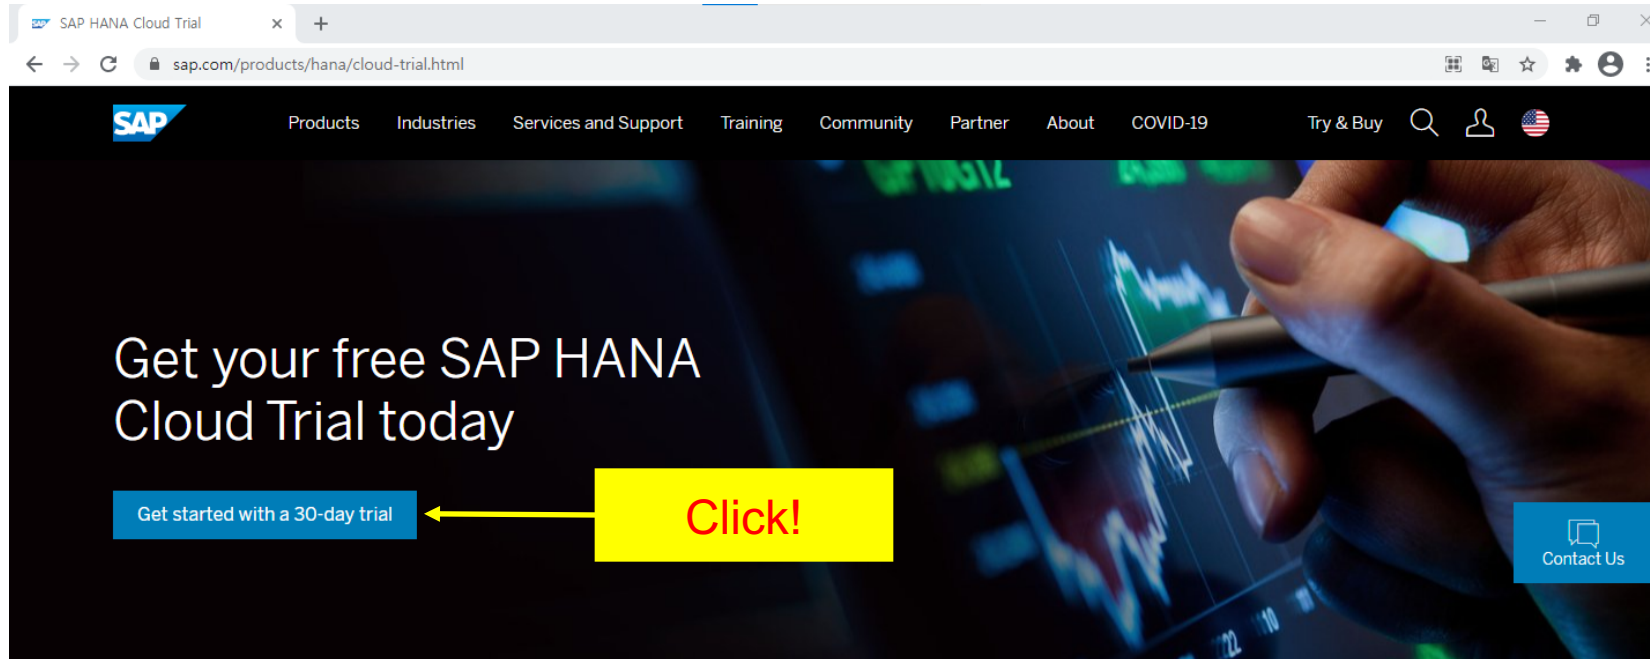 SAP HANA Cloud Trial
sap.com/products/hana/cloud-trial.html
SAP Products Industries Services and Support Training Community Partner About COVID-19 Try & Buy
Get your free SAP HANA
Cloud Trial today
Get started with a 30-day trial
Click!
Contact Us